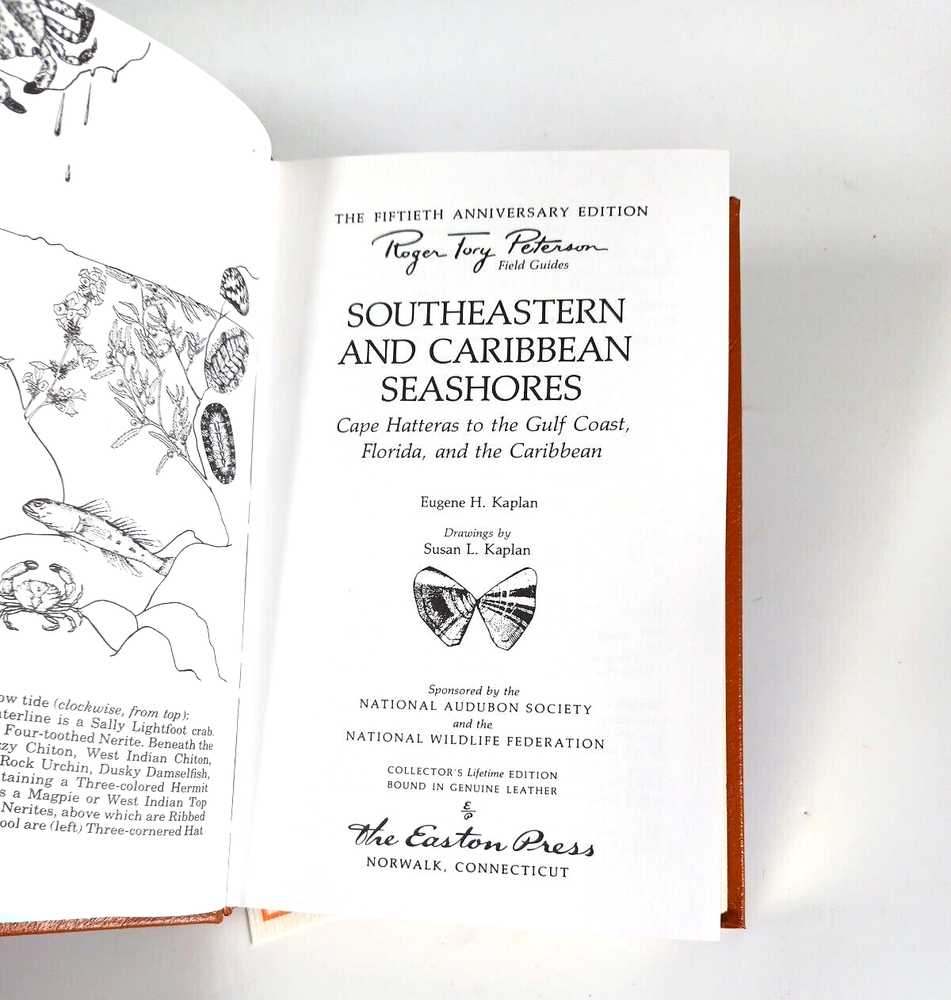 ow tide (clockwise, from top):
terline is a Sally Lightfoot crab.
Four-toothed Nerite. Beneath the
zy Chiton, West Indian Chiton,
Rock Urchin, Dusky Damselfish,
taining a Three-colored Hermit
s a Magpie or West Indian Top
Nerites, above which are Ribbed
ool are (left) Three-cornered Hat
THE FIFTIETH ANNIVERSARY EDITION
Roger Tory Peterson
Field Guides
SOUTHEASTERN
AND CARIBBEAN
SEASHORES
Cape Hatteras to the Gulf Coast,
Florida, and the Caribbean
Eugene H. Kaplan
Drawings by
Susan L. Kaplan
Sponsored by the
NATIONAL AUDUBON SOCIETY
and the
NATIONAL WILDLIFE FEDERATION
COLLECTOR'S Lifetime EDITION
BOUND IN GENUINE LEATHER
The Easton Press
NORWALK, CONNECTICUT